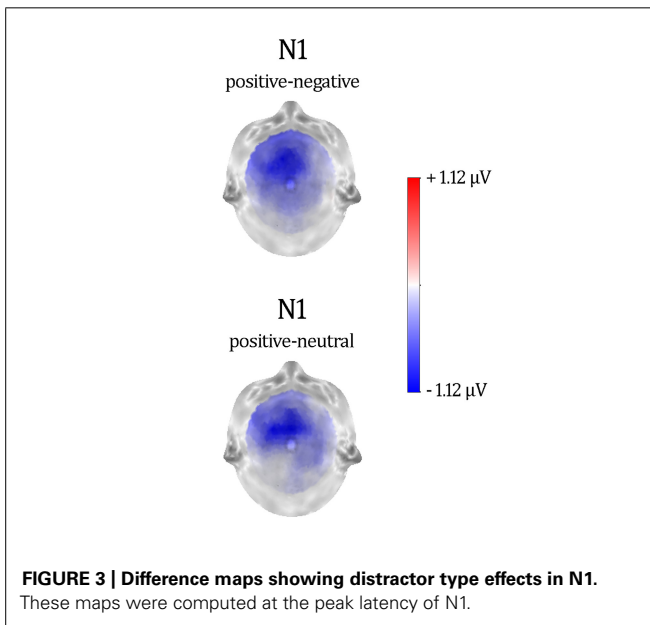 N1
positive-negative
+ 1.12 µV
N1
positive-neutral
- 1.12 µV
FIGURE 3 | Difference maps showing distractor type effects in N1.
These maps were computed at the peak latency of N1.